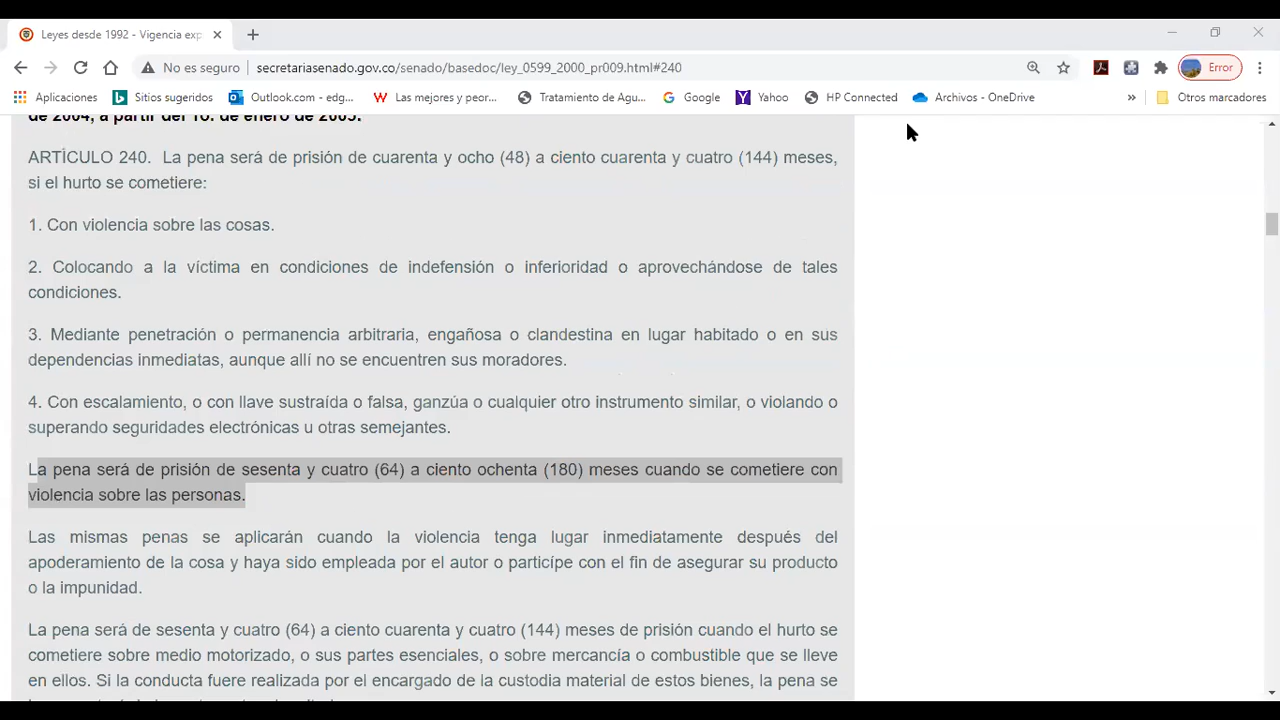 Leyes desde 1992 - Vigencia exp
No es seguro
secretariasenado.gov.co/senado/basedoc/ley_0599_2000_pr009.html#240
Error
Aplicaciones
Sitios sugeridos
Outlook.com - edg...
Las mejores y peor...
Tratamiento de Agu...
Google
Yahoo
HP Connected
Archivos - OneDrive
»
Otros marcadores
de 2004, a partir del 1o. de enero de 2005.
ARTÍCULO 240. La pena será de prisión de cuarenta y ocho (48) a ciento cuarenta y cuatro (144) meses,
si el hurto se cometiere:
1. Con violencia sobre las cosas.
2. Colocando a la víctima en condiciones de indefensión o inferioridad o aprovechándose de tales
condiciones.
3. Mediante penetración o permanencia arbitraria, engañosa o clandestina en lugar habitado o en sus
dependencias inmediatas, aunque allí no se encuentren sus moradores.
4. Con escalamiento, o con llave sustraída o falsa, ganzúa o cualquier otro instrumento similar, o violando o
superando seguridades electrónicas u otras semejantes.
La pena será de prisión de sesenta y cuatro (64) a ciento ochenta (180) meses cuando se cometiere con
violencia sobre las personas.
Las mismas penas se aplicarán cuando la violencia tenga lugar inmediatamente después del
apoderamiento de la cosa y haya sido empleada por el autor o partícipe con el fin de asegurar su producto
o la impunidad.
La pena será de sesenta y cuatro (64) a ciento cuarenta y cuatro (144) meses de prisión cuando el hurto se
cometiere sobre medio motorizado, o sus partes esenciales, o sobre mercancía o combustible que se lleve
en ellos. Si la conducta fuere realizada por el encargado de la custodia material de estos bienes, la pena se